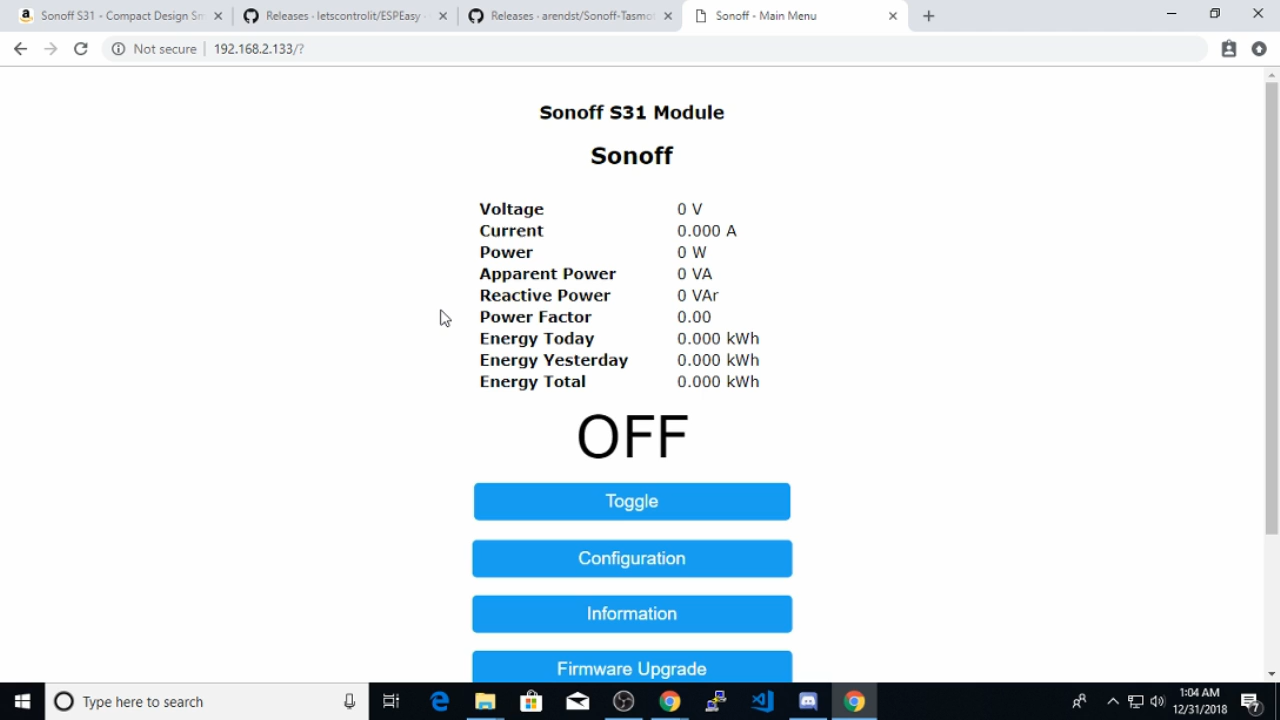 Sonoff S31 - Compact Design Sm
Releases · letscontrolit/ESPEasy ·
Releases · arendst/Sonoff-Tasmot
Sonoff - Main Menu
Not secure
192.168.2.133/?
Sonoff S31 Module
Sonoff
Voltage 0 V
Current 0.000 A
Power 0 W
Apparent Power 0 VA
Reactive Power 0 VAr
Power Factor 0.00
Energy Today 0.000 kWh
Energy Yesterday 0.000 kWh
Energy Total 0.000 kWh
OFF
Toggle
Configuration
Information
Firmware Upgrade
Type here to search
1:04 AM
12/31/2018
7